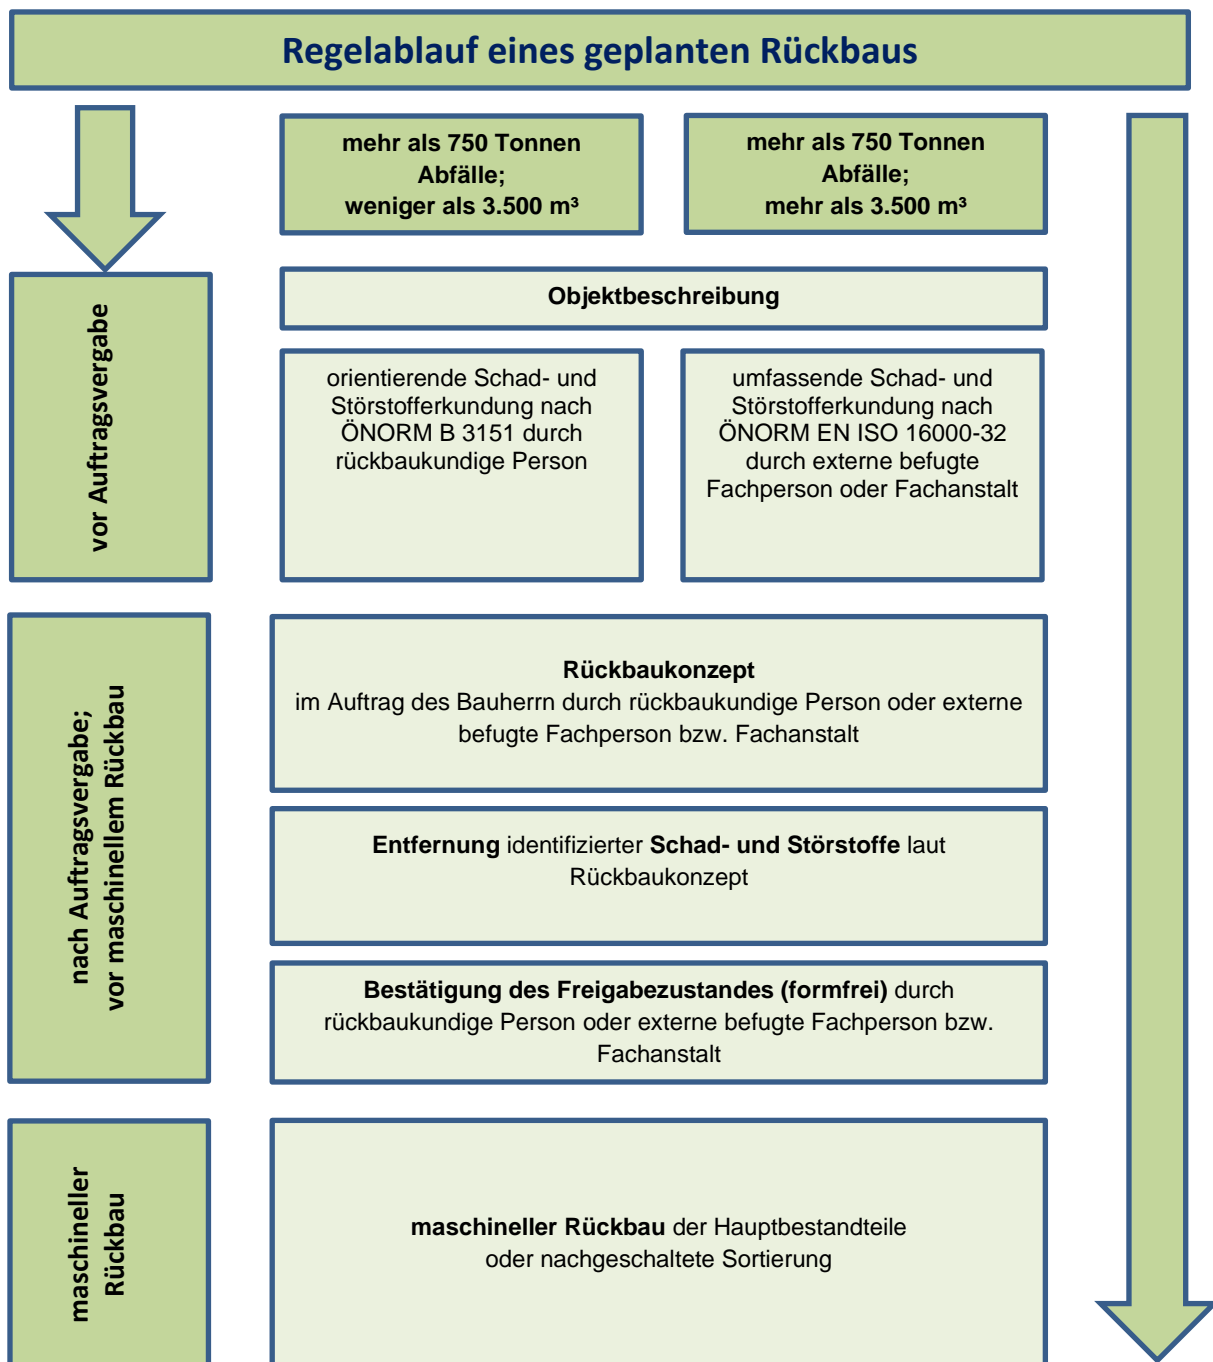 Regelablauf eines geplanten Rückbaus
mehr als 750 Tonnen
Abfälle;
weniger als 3.500 m³
mehr als 750 Tonnen
Abfälle;
mehr als 3.500 m³
vor Auftragsvergabe
Objektbeschreibung
orientierende Schad- und
Störstofferkundung nach
ÖNORM B 3151 durch
rückbaukundige Person
umfassende Schad- und
Störstofferkundung nach
ÖNORM EN ISO 16000-32
durch externe befugte
Fachperson oder Fachanstalt
nach Auftragsvergabe;
vor maschinellem Rückbau
Rückbaukonzept
im Auftrag des Bauherrn durch rückbaukundige Person oder externe
befugte Fachperson bzw. Fachanstalt
Entfernung identifizierter Schad- und Störstoffe laut
Rückbaukonzept
Bestätigung des Freigabezustandes (formfrei) durch
rückbaukundige Person oder externe befugte Fachperson bzw.
Fachanstalt
maschineller
Rückbau
maschineller Rückbau der Hauptbestandteile
oder nachgeschaltete Sortierung